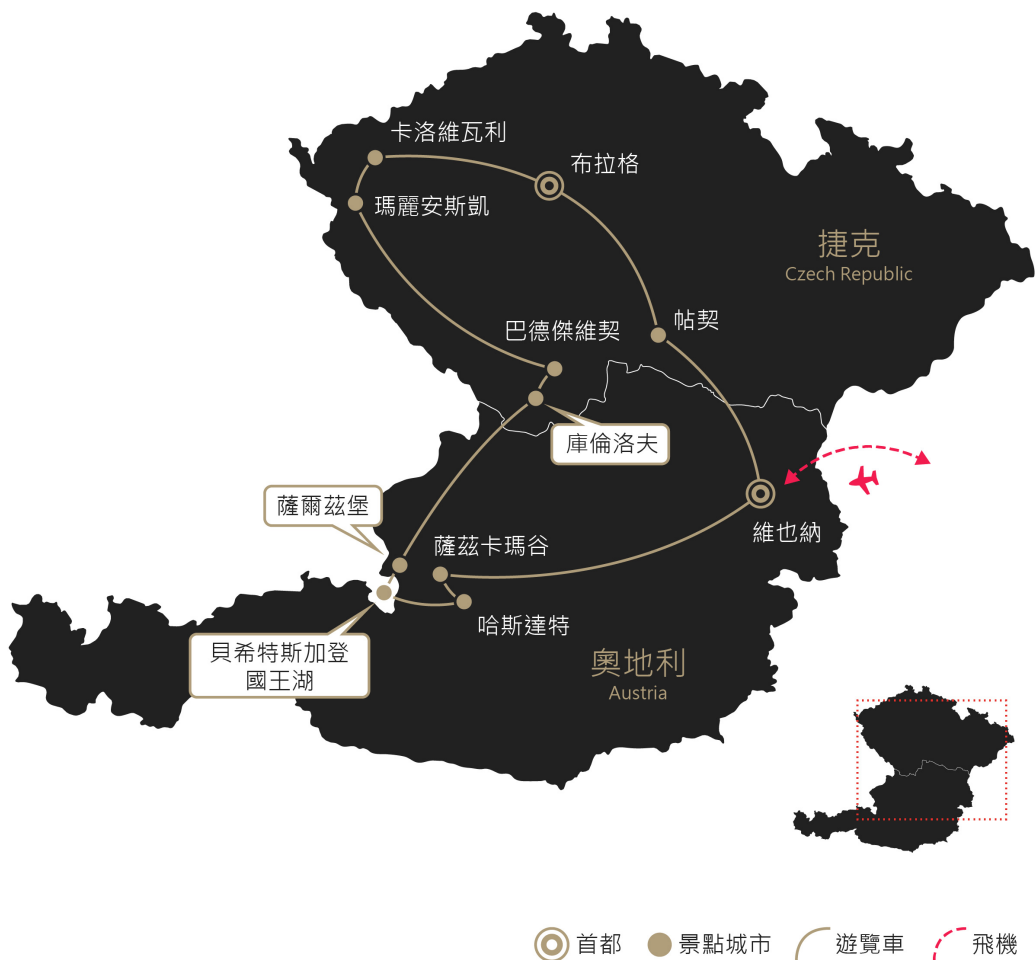 卡洛維瓦利
布拉格
瑪麗安斯凱
捷克
Czech Republic
帖契
巴德傑維契
庫倫洛夫
薩爾茲堡
維也納
薩茲卡瑪谷
哈斯達特
貝希特斯加登
國王湖
奧地利
Austria
首都
景點城市
遊覽車
飛機